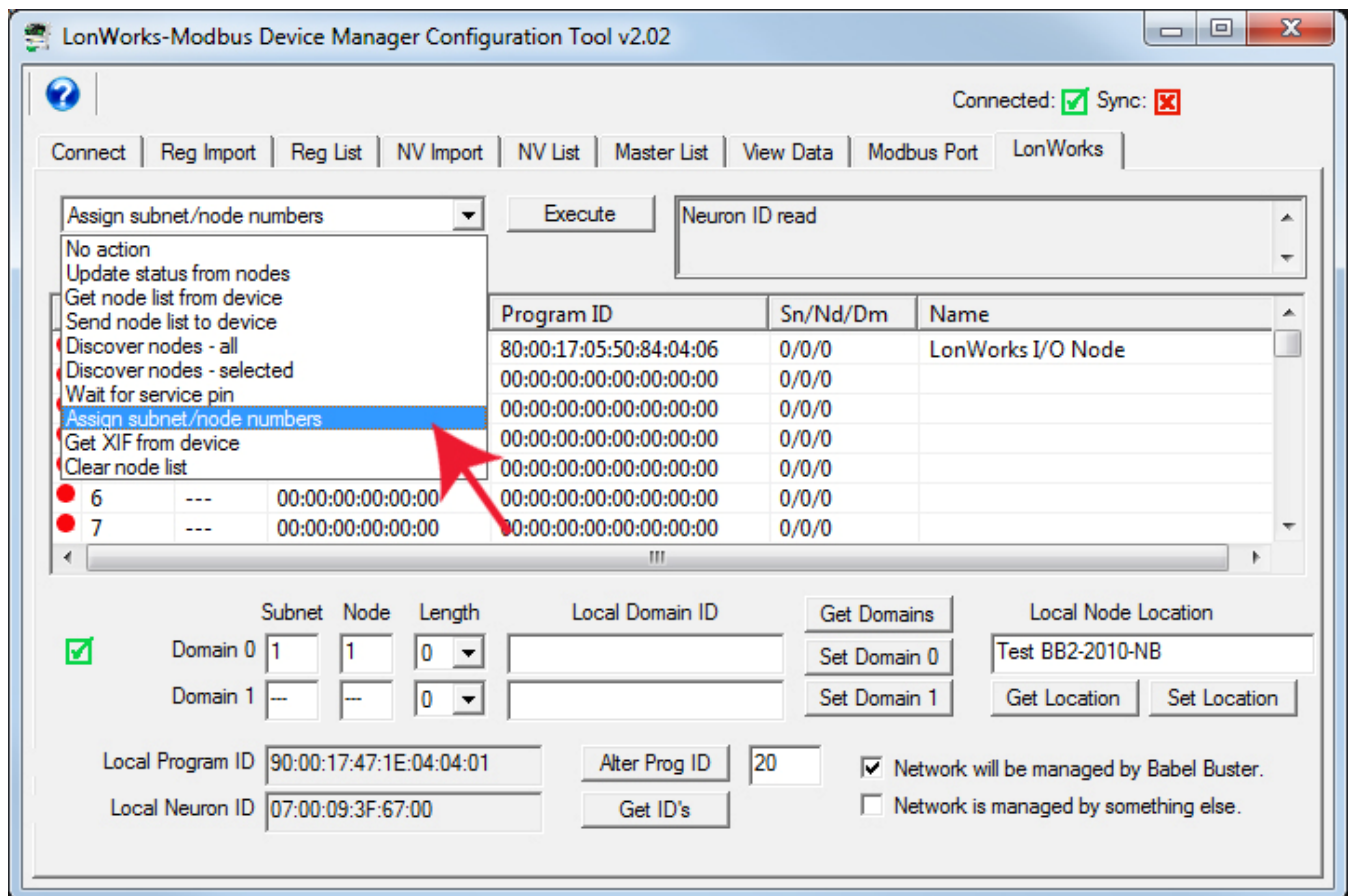 LonWorks-Modbus Device Manager Configuration Tool v2.02
Connected: Sync:
Connect Reg Import Reg List NV Import NV List Master List View Data Modbus Port LonWorks
Assign subnet/node numbers Execute Neuron ID read
No action
Update status from nodes
Get node list from device
Send node list to device
Discover nodes - all
Discover nodes - selected
Wait for service pin
Assign subnet/node numbers
Get XIF from device
Clear node list
Program ID Sn/Nd/Dm Name
80:00:17:05:50:84:04:06 0/0/0 LonWorks I/O Node
00:00:00:00:00:00:00:00 0/0/0
00:00:00:00:00:00:00:00 0/0/0
00:00:00:00:00:00:00:00 0/0/0
00:00:00:00:00:00:00:00 0/0/0
6 --- 00:00:00:00:00:00 00:00:00:00:00:00:00:00 0/0/0
7 --- 00:00:00:00:00:00 00:00:00:00:00:00:00:00 0/0/0
Subnet Node Length Local Domain ID Get Domains Local Node Location
Domain 0 1 1 0 Set Domain 0 Test BB2-2010-NB
Domain 1 --- --- 0 Set Domain 1 Get Location Set Location
Local Program ID 90:00:17:47:1E:04:04:01 Alter Prog ID 20 Network will be managed by Babel Buster.
Local Neuron ID 07:00:09:3F:67:00 Get ID's Network is managed by something else.